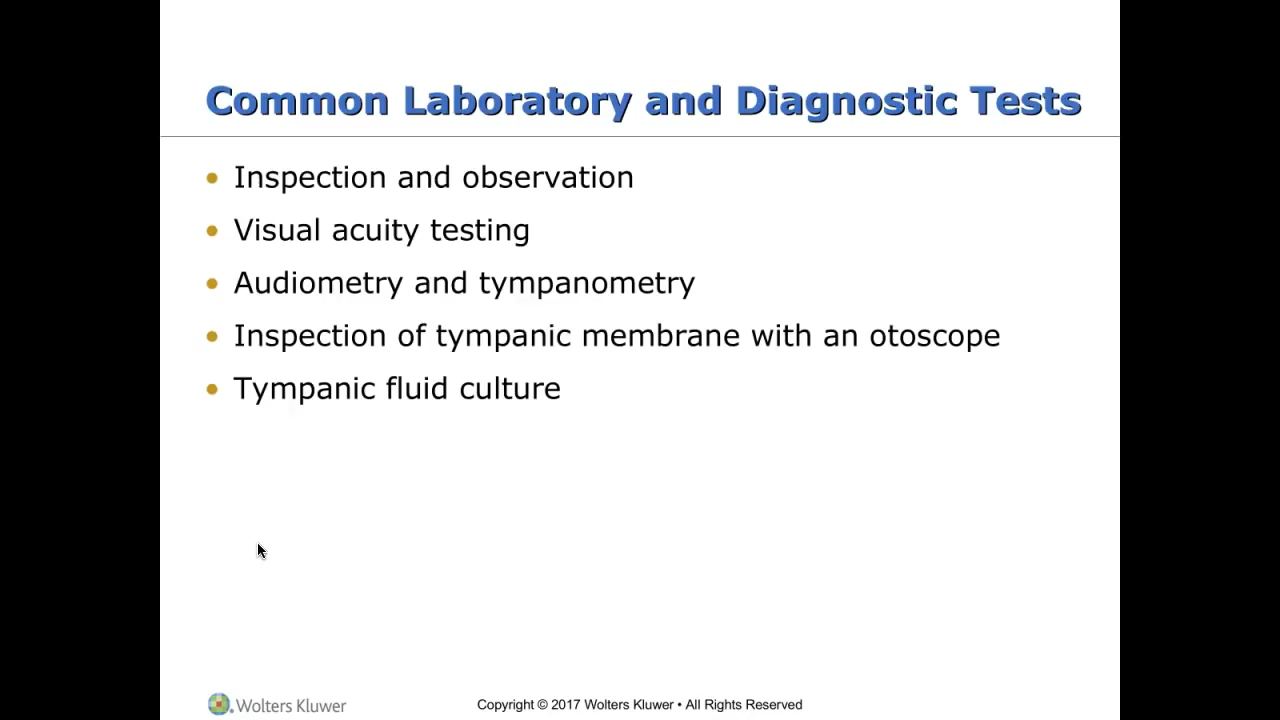 Common Laboratory and Diagnostic Tests
• Inspection and observation
• Visual acuity testing
• Audiometry and tympanometry
• Inspection of tympanic membrane with an otoscope
• Tympanic fluid culture
Wolters Kluwer
Copyright © 2017 Wolters Kluwer • All Rights Reserved